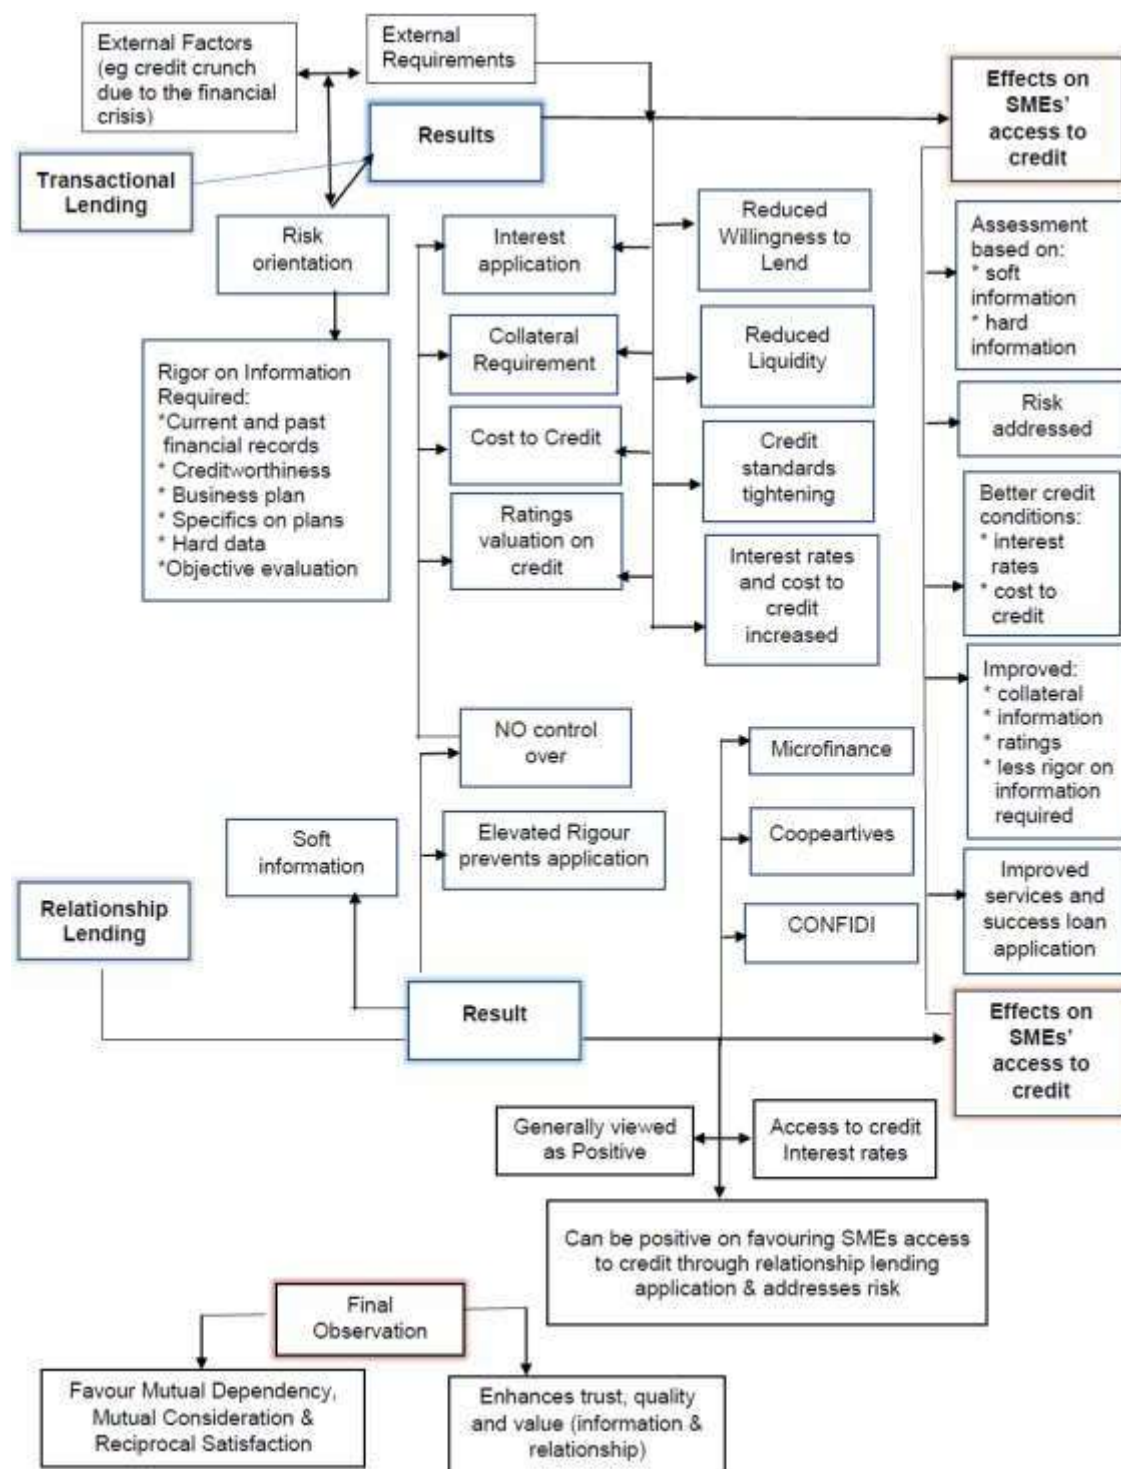 External Factors
(eg credit crunch
due to the financial
crisis)
External
Requirements
Results
Effects on
SMEs'
access to
credit
Transactional
Lending
Risk
orientation
Interest
application
Reduced
Willingness to
Lend
Assessment
based on:
* soft
information
* hard
information
Rigor on Information
Required:
*Current and past
financial records
* Creditworthiness
* Business plan
* Specifics on plans
* Hard data
*Objective evaluation
Collateral
Requirement
Reduced
Liquidity
Risk
addressed
Cost to Credit
Credit
standards
tightening
Better credit
conditions:
* interest
rates
* cost to
credit
Ratings
valuation on
credit
Interest rates
and cost to
credit
increased
Improved:
* collateral
* information
* ratings
* less rigor on
information
required
NO control
over
Microfinance
Soft
information
Elevated Rigour
prevents application
Coopeartives
Improved
services and
success loan
application
Relationship
Lending
CONFIDI
Result
Effects on
SMEs'
access to
credit
Generally viewed
as Positive
Access to credit
Interest rates
Can be positive on favouring SMEs access
to credit through relationship lending
application & addresses risk
Final
Observation
Favour Mutual Dependency,
Mutual Consideration &
Reciprocal Satisfaction
Enhances trust, quality
and value (information &
relationship)